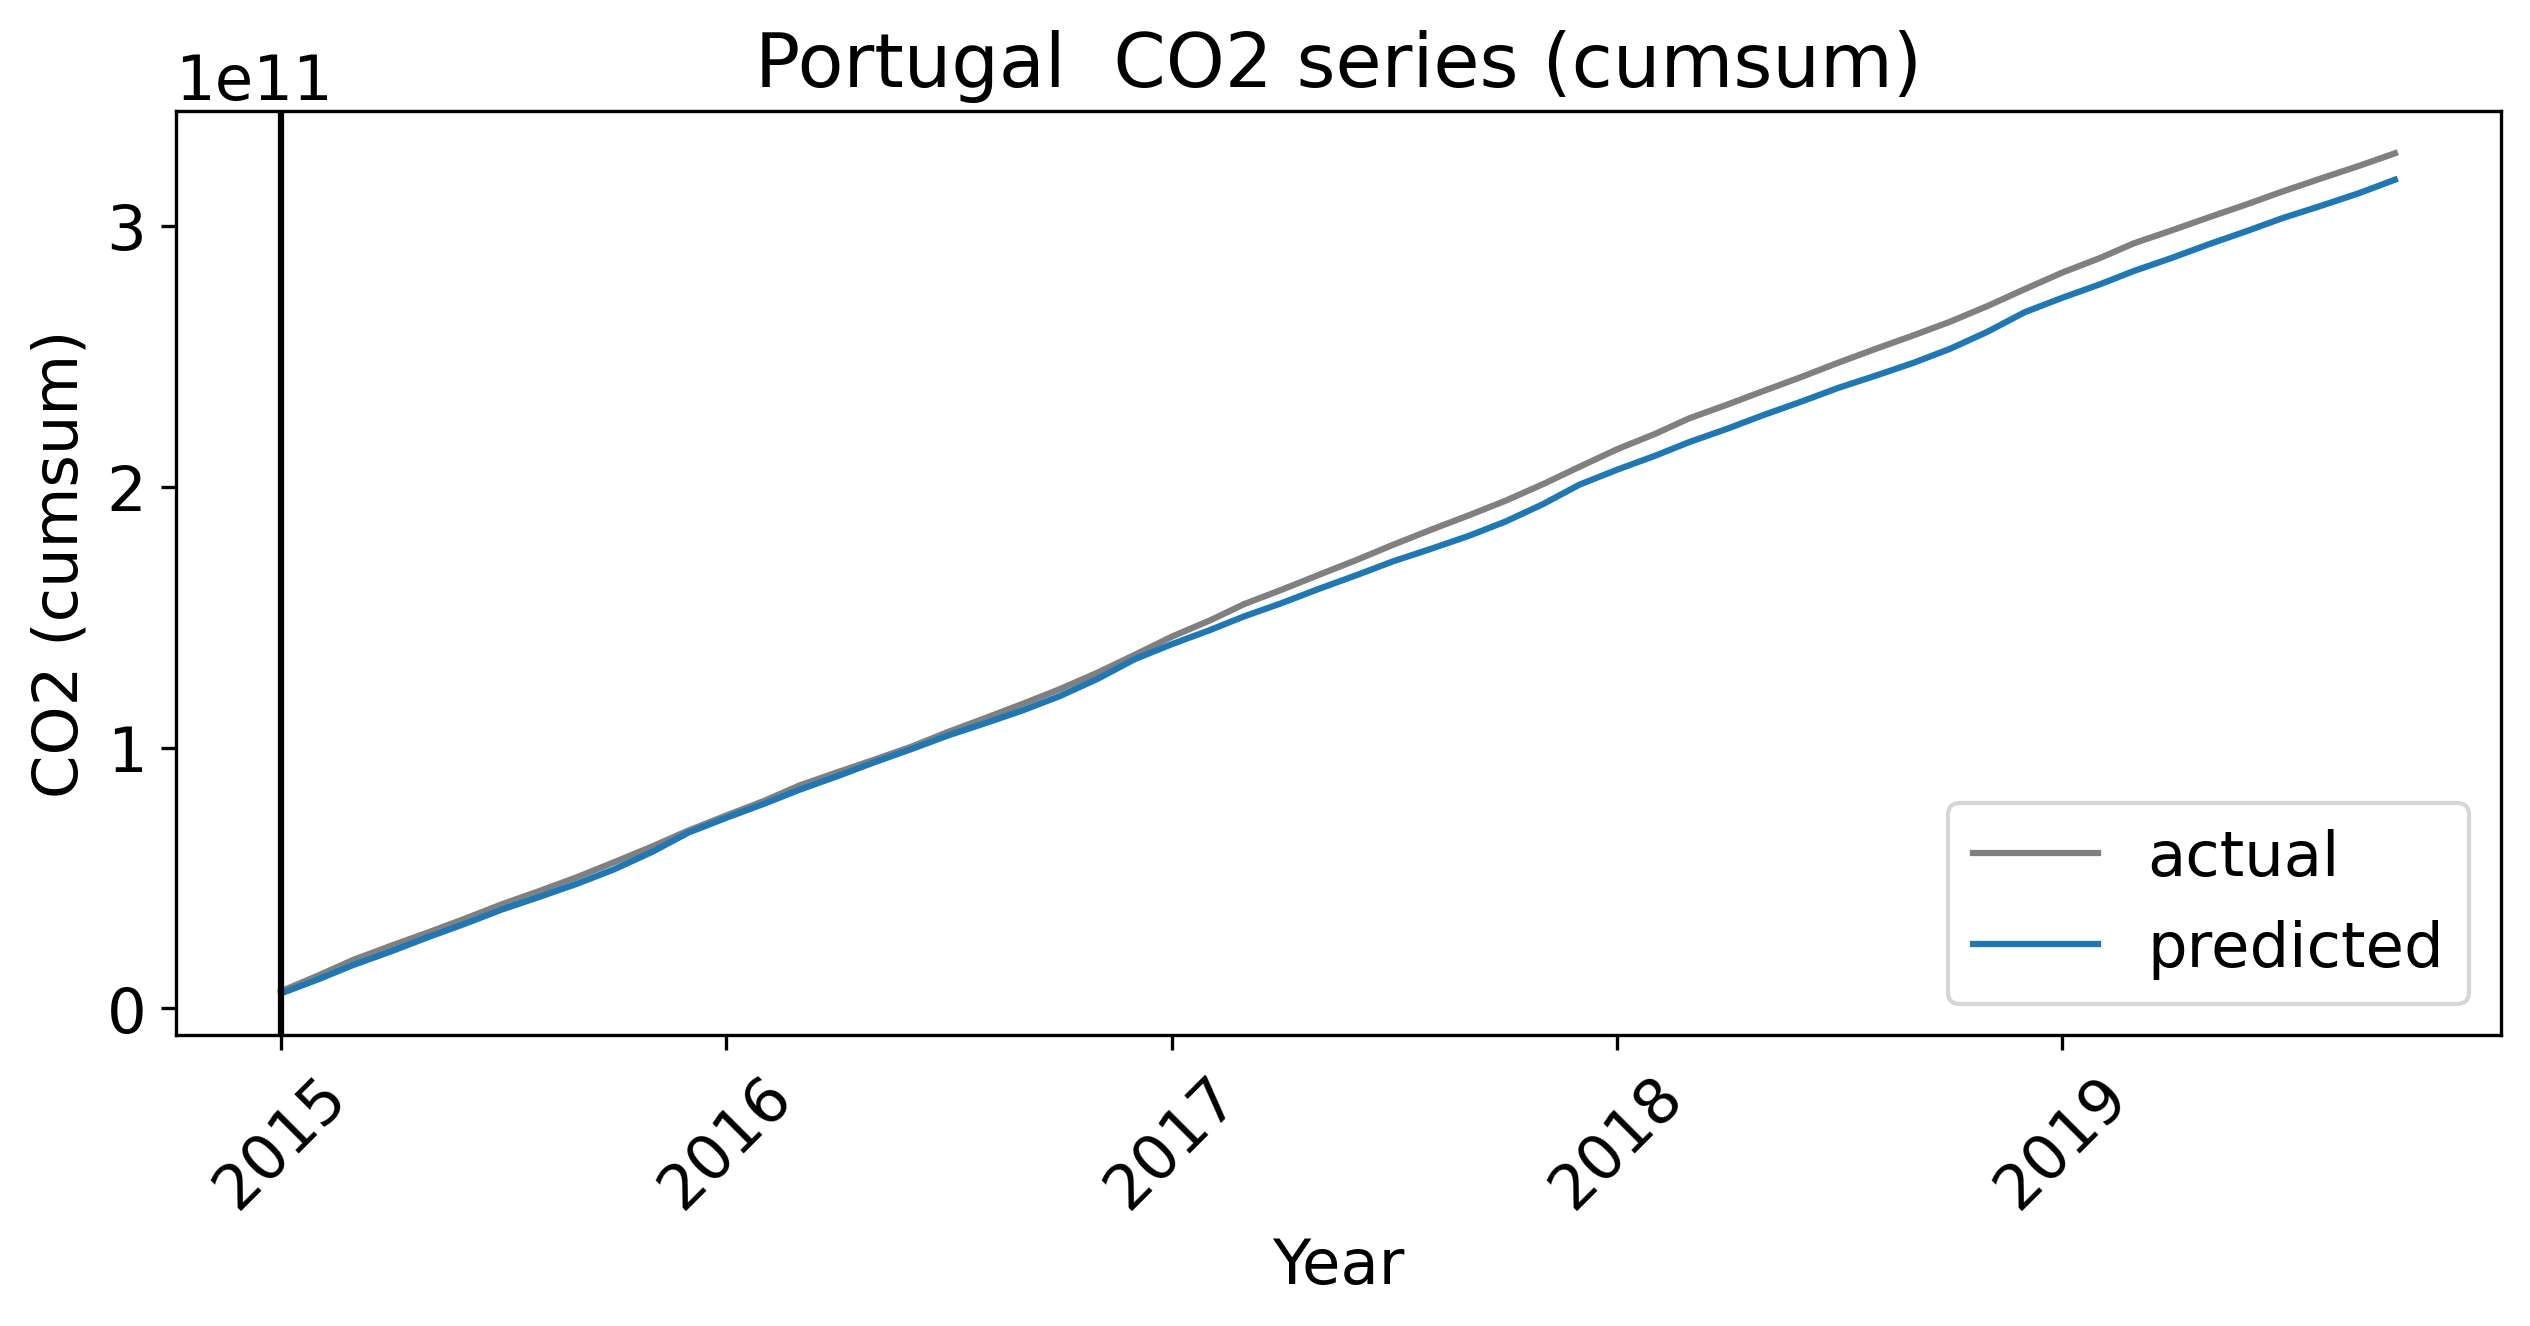 Portugal  CO2 series (cumsum)
1e11
CO2 (cumsum)
3
2
1
0
actual
predicted
2015
2016
2017
2018
2019
Year